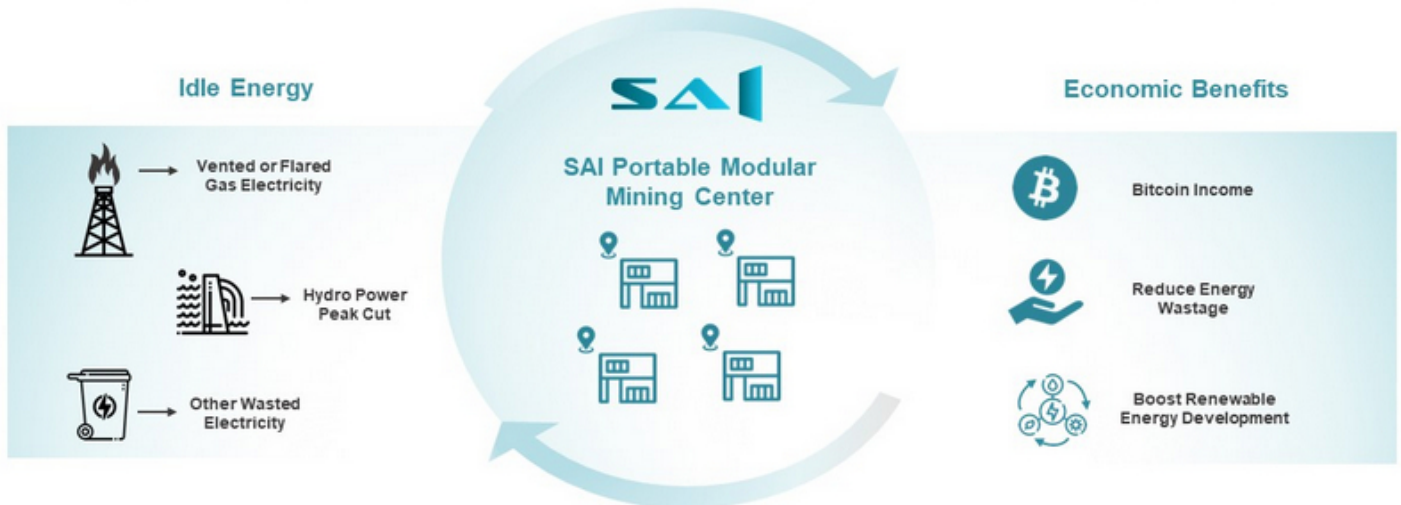 Idle Energy
Vented or Flared
Gas Electricity
Hydro Power
Peak Cut
Other Wasted
Electricity
SAI
SAI Portable Modular
Mining Center
Economic Benefits
Bitcoin Income
Reduce Energy
Wastage
Boost Renewable
Energy Development